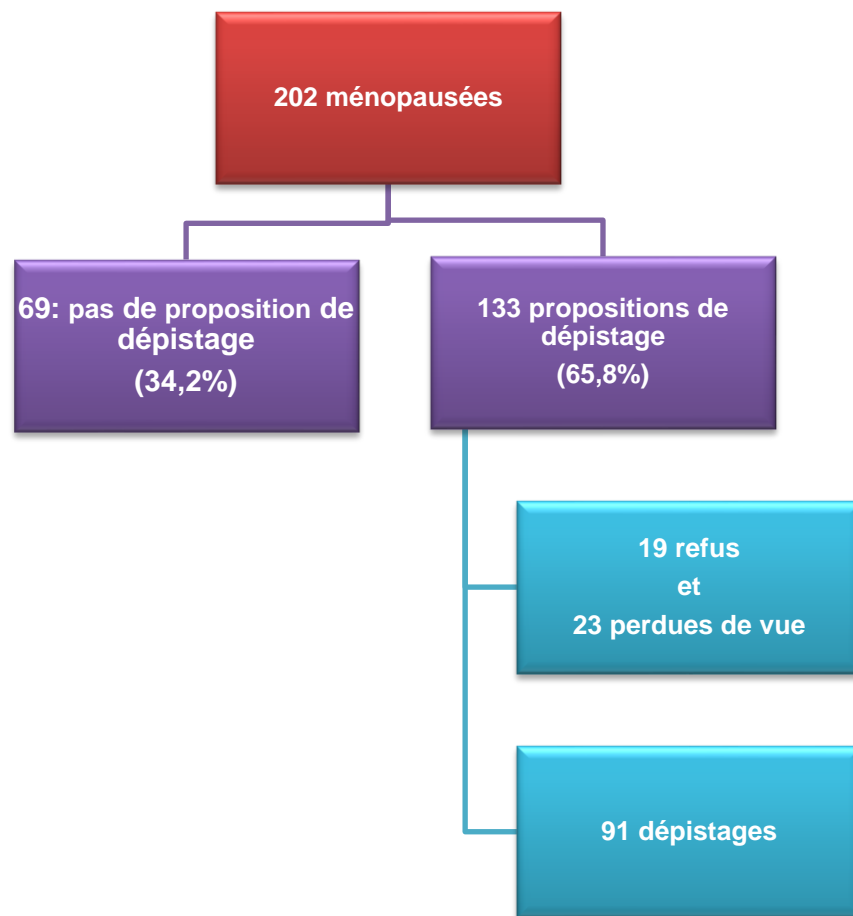 202 ménopausées
69: pas de proposition de
dépistage
(34,2%)
133 propositions de
dépistage
(65,8%)
19 refus
et
23 perdues de vue
91 dépistages